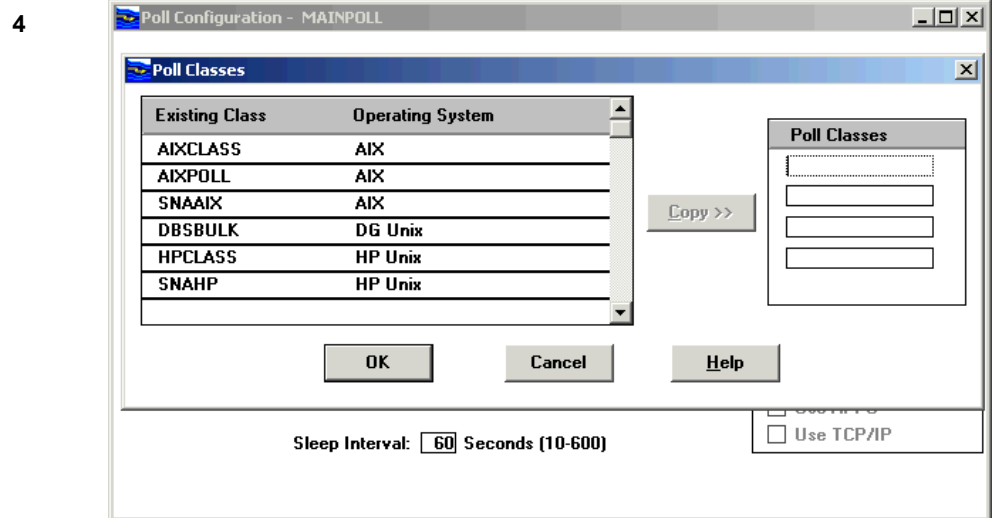 4
Poll Configuration - MAINPOLL
Poll Classes
Existing Class Operating System
AIXCLASS AIX
AIXPOLL AIX
SNAAIX AIX
DBSBULK DG Unix
HPCLASS HP Unix
SNAHP HP Unix
Copy >>
Poll Classes
OK Cancel Help
Use TCP/IP
Sleep Interval: 60 Seconds (10-600)